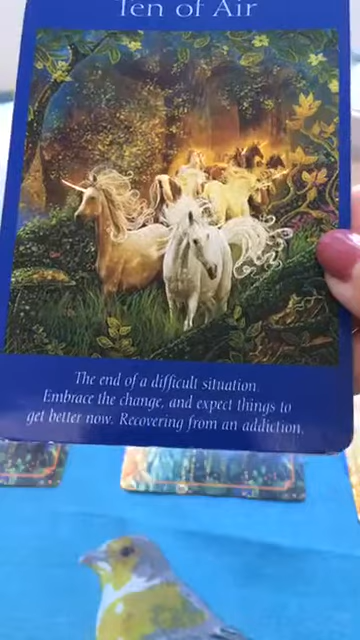 Ten of Air
The end of a difficult situation.
Embrace the change, and expect things to
get better now. Recovering from an addiction.